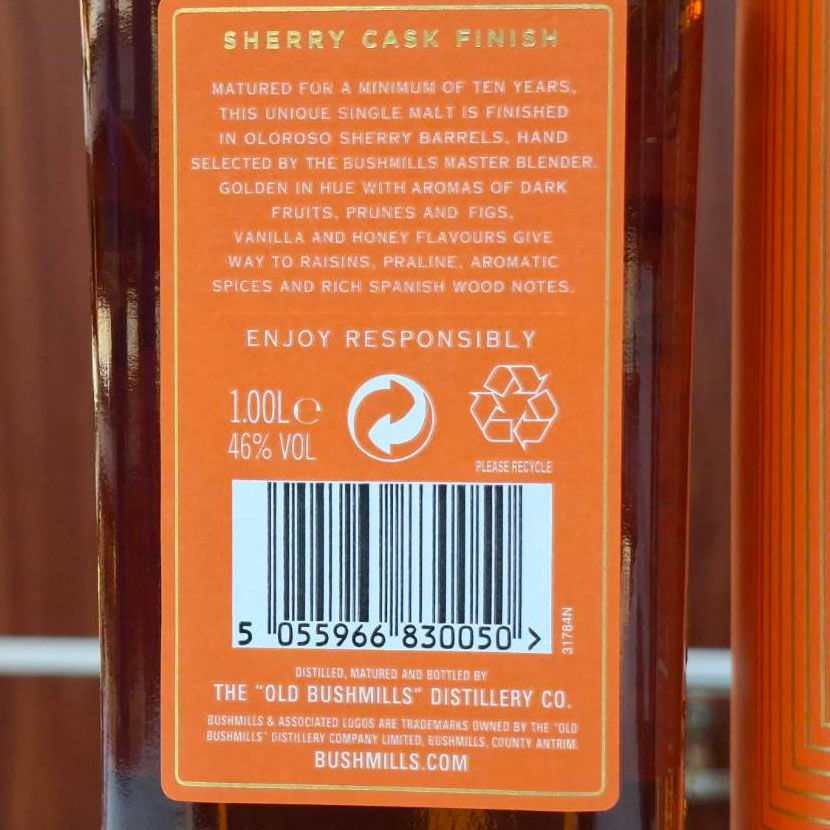 SHERRY CASK FINISH
MATURED FOR A MINIMUM OF TEN YEARS,
THIS UNIQUE SINGLE MALT IS FINISHED
IN OLOROSO SHERRY BARRELS, HAND
SELECTED BY THE BUSHMILLS MASTER BLENDER.
GOLDEN IN HUE WITH AROMAS OF DARK
FRUITS, PRUNES AND FIGS,
VANILLA AND HONEY FLAVOURS GIVE
WAY TO RAISINS, PRALINE, AROMATIC
SPICES AND RICH SPANISH WOOD NOTES.
ENJOY RESPONSIBLY
1.00L e
46% VOL
PLEASE RECYCLE
5 055966 830050 >
31784N
DISTILLED, MATURED AND BOTTLED BY
THE "OLD BUSHMILLS" DISTILLERY CO.
BUSHMILLS & ASSOCIATED LOGOS ARE TRADEMARKS OWNED BY THE "OLD
BUSHMILLS" DISTILLERY COMPANY LIMITED, BUSHMILLS, COUNTY ANTRIM.
BUSHMILLS.COM